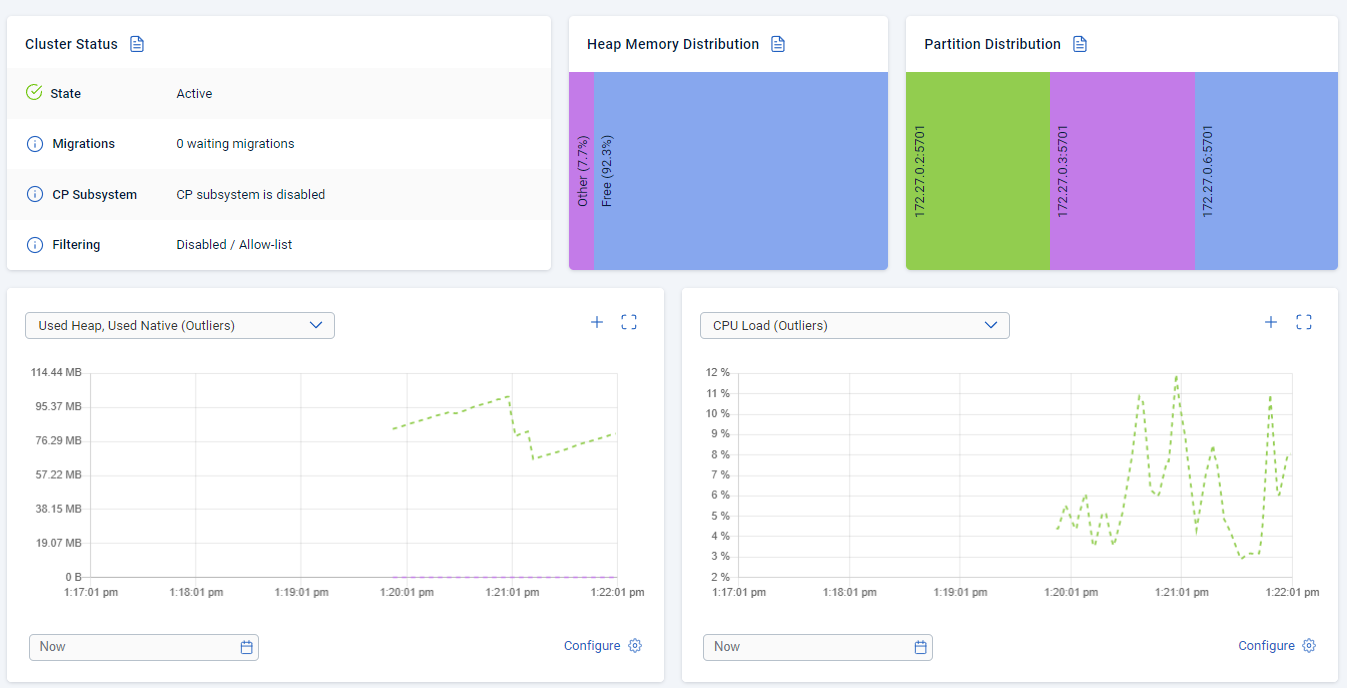 Cluster Status
State Active
Migrations 0 waiting migrations
CP Subsystem CP subsystem is disabled
Filtering Disabled / Allow-list
Heap Memory Distribution
Other (7.7%)
Free (92.3%)
Partition Distribution
172.27.0.2:5701
172.27.0.3:5701
172.27.0.6:5701
Used Heap, Used Native (Outliers)
114.44 MB
95.37 MB
76.29 MB
57.22 MB
38.15 MB
19.07 MB
0 B
1:17:01 pm 1:18:01 pm 1:19:01 pm 1:20:01 pm 1:21:01 pm 1:22:01 pm
Now
Configure
CPU Load (Outliers)
12 %
11 %
10 %
9 %
8 %
7 %
6 %
5 %
4 %
3 %
2 %
1:17:01 pm 1:18:01 pm 1:19:01 pm 1:20:01 pm 1:21:01 pm 1:22:01 pm
Now
Configure